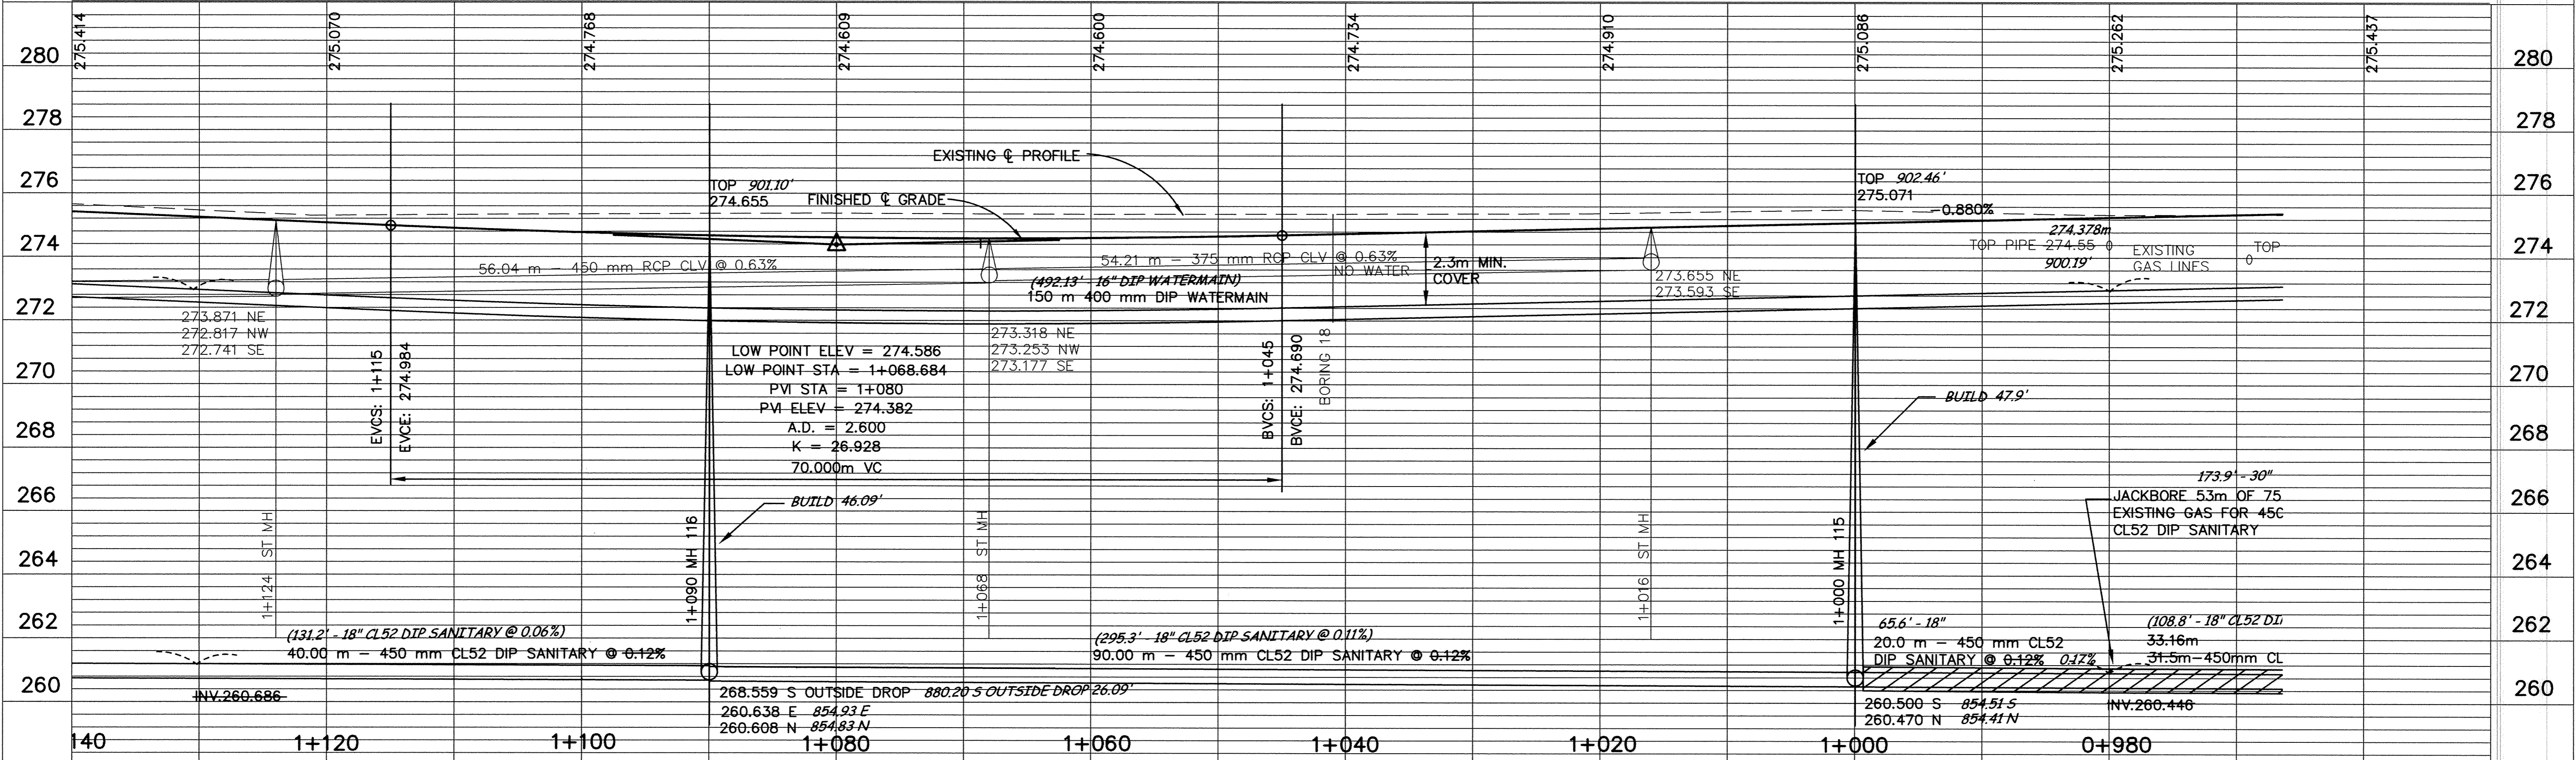 275.414
275.070
274.768
274.609
274.600
274.734
274.910
275.086
275.262
275.437
280
280
278
278
276
276
274
274
272
272
270
270
268
268
266
266
264
264
262
262
260
260
EXISTING ℄ PROFILE
TOP 901.10'
274.655
FINISHED ℄ GRADE
TOP 902.46'
275.071
-0.880%
274.378m
TOP PIPE 274.55 0
900.19'
EXISTING
GAS LINES
TOP
0
56.04 m – 450 mm RCP CLV @ 0.63%
54.21 m – 375 mm RCP CLV @ 0.63%
NO WATER
2.3m MIN.
COVER
(492.13' - 16" DIP WATERMAIN)
150 m 400 mm DIP WATERMAIN
273.655 NE
273.593 SE
273.871 NE
272.817 NW
272.741 SE
273.318 NE
273.253 NW
273.177 SE
EVCS: 1+115
EVCE: 274.984
LOW POINT ELEV = 274.586
LOW POINT STA = 1+068.684
PVI STA = 1+080
PVI ELEV = 274.382
A.D. = 2.600
K = 26.928
70.000m VC
BVCS: 1+045
BVCE: 274.690
BORING 18
BUILD 47.9'
BUILD 46.09'
173.9' - 30"
JACKBORE 53m OF 75
EXISTING GAS FOR 450
CL52 DIP SANITARY
1+124 ST MH
1+090 MH 116
1+068 ST MH
1+016 ST MH
1+000 MH 115
(131.2' - 18" CL52 DIP SANITARY @ 0.06%)
40.00 m – 450 mm CL52 DIP SANITARY @ 0.12%
(295.3' - 18" CL52 DIP SANITARY @ 0.11%)
90.00 m – 450 mm CL52 DIP SANITARY @ 0.12%
65.6' - 18"
20.0 m – 450 mm CL52
DIP SANITARY @ 0.12% 0.17%
(108.8' - 18" CL52 DI
33.16m
31.5m–450mm CL
INV.260.686
268.559 S OUTSIDE DROP 880.20 S OUTSIDE DROP 26.09'
260.638 E 854.93 E
260.608 N 854.83 N
260.500 S 854.51 S
260.470 N 854.41 N
INV.260.446
140
1+120
1+100
1+080
1+060
1+040
1+020
1+000
0+980